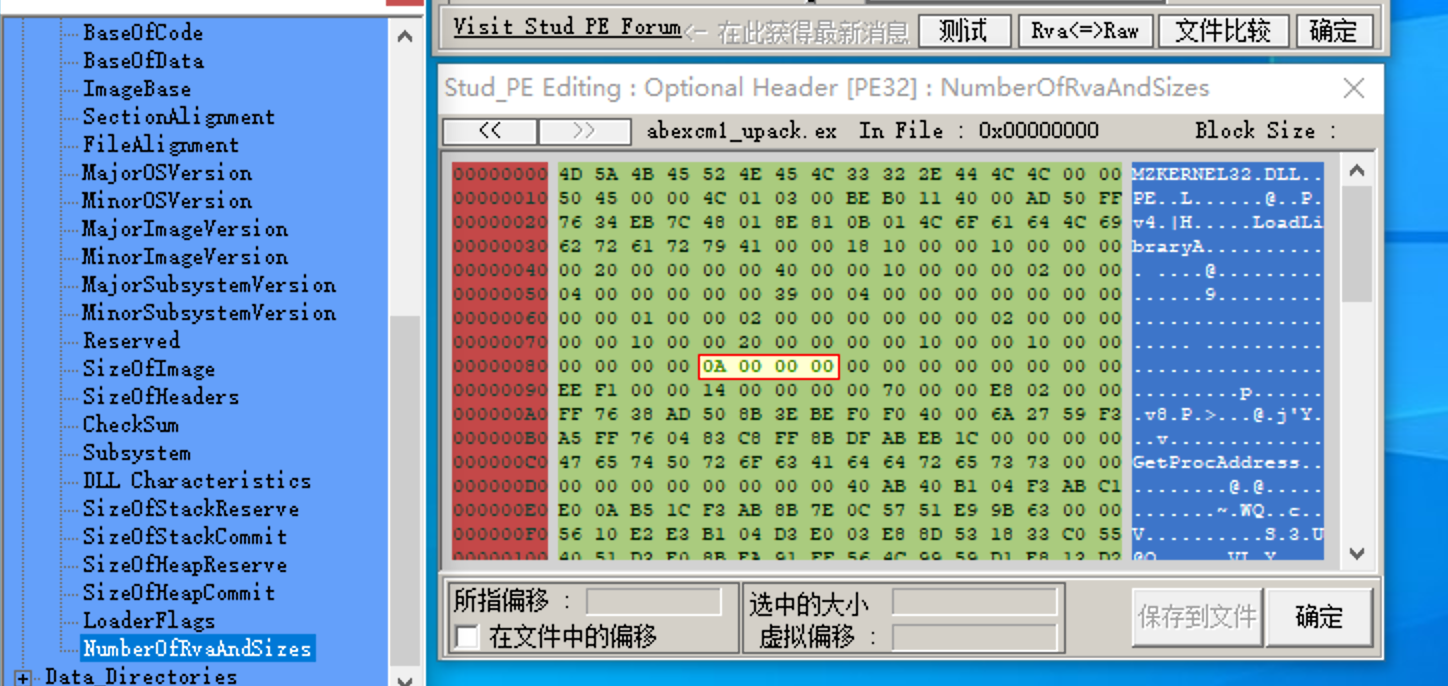 BaseOfCode
BaseOfData
ImageBase
SectionAlignment
FileAlignment
MajorOSVersion
MinorOSVersion
MajorImageVersion
MinorImageVersion
MajorSubsystemVersion
MinorSubsystemVersion
Reserved
SizeOfImage
SizeOfHeaders
CheckSum
Subsystem
DLL Characteristics
SizeOfStackReserve
SizeOfStackCommit
SizeOfHeapReserve
SizeOfHeapCommit
LoaderFlags
NumberOfRvaAndSizes
Data Directories
Visit Stud PE Forum<- 在此获得最新消息 测试 Rva<=>Raw 文件比较 确定
Stud_PE Editing : Optional Header [PE32] : NumberOfRvaAndSizes
<< >> abexcm1_upack.ex In File : 0x00000000 Block Size :
00000000 4D 5A 4B 45 52 4E 45 4C 33 32 2E 44 4C 4C 00 00 MZKERNEL32.DLL..
00000010 50 45 00 00 4C 01 03 00 BE B0 11 40 00 AD 50 FF PE..L......@..P.
00000020 76 34 EB 7C 48 01 8E 81 0B 01 4C 6F 61 64 4C 69 v4.|H.....LoadLi
00000030 62 72 61 72 79 41 00 00 18 10 00 00 10 00 00 00 braryA..........
00000040 00 20 00 00 00 00 40 00 00 10 00 00 00 02 00 00 . ....@.........
00000050 04 00 00 00 00 00 39 00 04 00 00 00 00 00 00 00 ......9.........
00000060 00 00 01 00 00 02 00 00 00 00 00 00 02 00 00 00 ................
00000070 00 00 10 00 00 20 00 00 00 00 10 00 00 10 00 00 ..... ..........
00000080 00 00 00 00 0A 00 00 00 00 00 00 00 00 00 00 00 ................
00000090 EE F1 00 00 14 00 00 00 00 70 00 00 E8 02 00 00 .........p......
000000A0 FF 76 38 AD 50 8B 3E BE F0 F0 40 00 6A 27 59 F3 .v8.P.>...@.j'Y.
000000B0 A5 FF 76 04 83 C8 FF 8B DF AB EB 1C 00 00 00 00 ..v.............
000000C0 47 65 74 50 72 6F 63 41 64 64 72 65 73 73 00 00 GetProcAddress..
000000D0 00 00 00 00 00 00 00 00 40 AB 40 B1 04 F3 AB C1 ........@.@.....
000000E0 E0 0A B5 1C F3 AB 8B 7E 0C 57 51 E9 9B 63 00 00 .......~.WQ..c..
000000F0 56 10 E2 E3 B1 04 D3 E0 03 E8 8D 53 18 33 C0 55 V..........S.3.U
00000100 40 51 D3 E0 8B EA 91 FF 56 4C 99 59 D1 E8 13 D2 @Q......VL.Y....
所指偏移 : 选中的大小 保存到文件 确定
在文件中的偏移 虚拟偏移 :